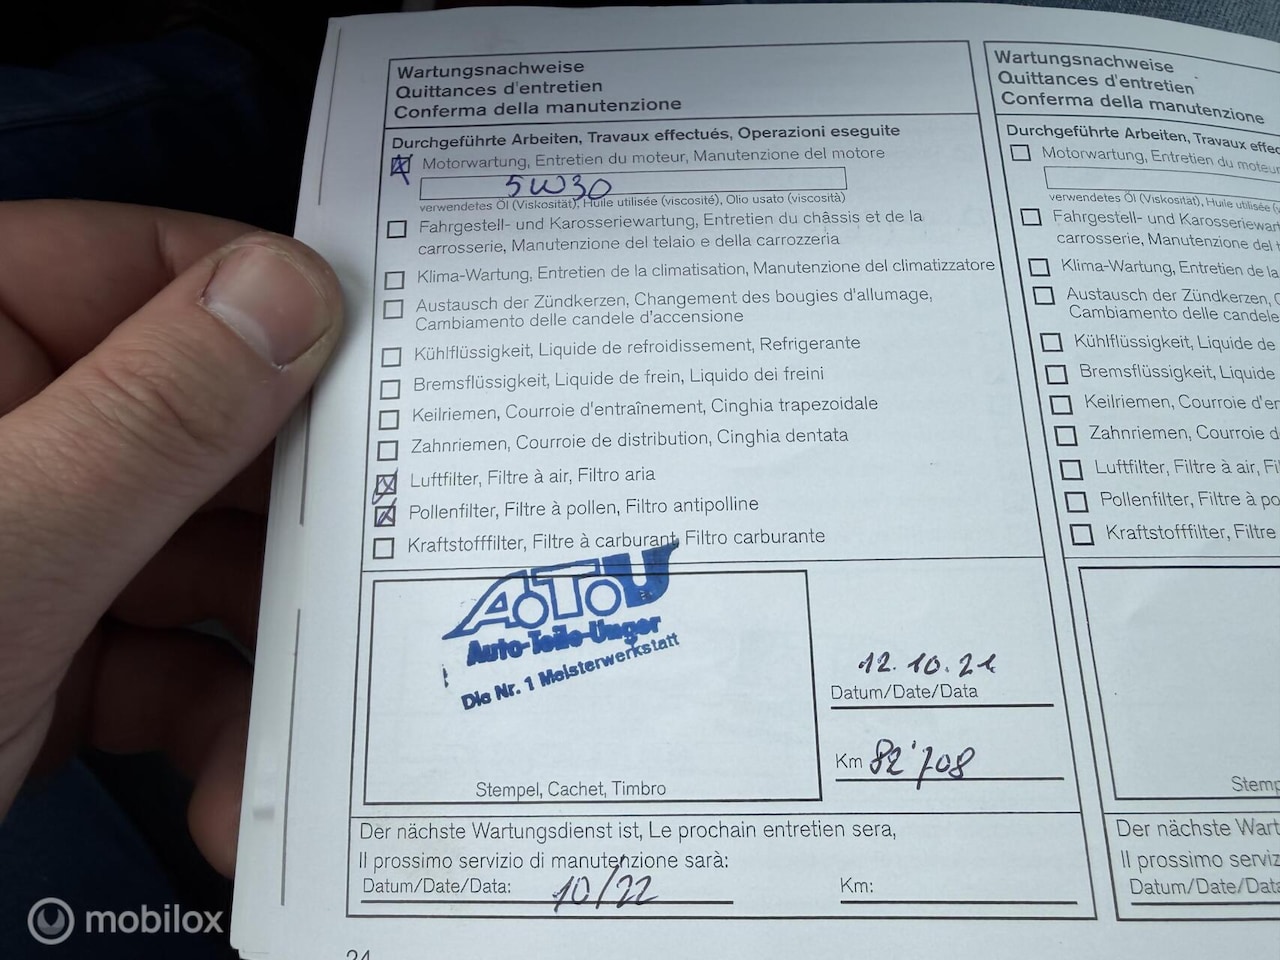 Wartungsnachweise
Quittances d'entretien
Conferma della manutenzione
Durchgeführte Arbeiten, Travaux effectués, Operazioni eseguite
Motorwartung, Entretien du moteur, Manutenzione del motore
5W30
verwendetes Öl (Viskosität), Huile utilisée (viscosité), Olio usato (viscosità)
Fahrgestell- und Karosseriewartung, Entretien du châssis et de la
carrosserie, Manutenzione del telaio e della carrozzeria
Klima-Wartung, Entretien de la climatisation, Manutenzione del climatizzatore
Austausch der Zündkerzen, Changement des bougies d'allumage,
Cambiamento delle candele d'accensione
Kühlflüssigkeit, Liquide de refroidissement, Refrigerante
Bremsflüssigkeit, Liquide de frein, Liquido dei freini
Keilriemen, Courroie d'entraînement, Cinghia trapezoidale
Zahnriemen, Courroie de distribution, Cinghia dentata
Luftfilter, Filtre à air, Filtro aria
Pollenfilter, Filtre à pollen, Filtro antipolline
Kraftstofffilter, Filtre à carburant, Filtro carburante
A.T.U
Auto-Teile-Unger
Die Nr. 1 Meisterwerkstatt
Stempel, Cachet, Timbro
12.10.21
Datum/Date/Data
Km 82'708
Der nächste Wartungsdienst ist, Le prochain entretien sera,
Il prossimo servizio di manutenzione sarà:
Datum/Date/Data: 10/22 Km:
24
Wartungsnachweise
Quittances d'entretien
Conferma della manutenzione
Durchgeführte Arbeiten, Travaux effec
Motorwartung, Entretien du moteur
verwendetes Öl (Viskosität), Huile utilisée (
Fahrgestell- und Karosseriewart
carrosserie, Manutenzione del t
Klima-Wartung, Entretien de la
Austausch der Zündkerzen, C
Cambiamento delle candele
Kühlflüssigkeit, Liquide de
Bremsflüssigkeit, Liquide
Keilriemen, Courroie d'en
Zahnriemen, Courroie d
Luftfilter, Filtre à air, Fi
Pollenfilter, Filtre à po
Kraftstofffilter, Filtre
Stemp
Der nächste Wart
Il prossimo serviz
Datum/Date/Data
mobilox